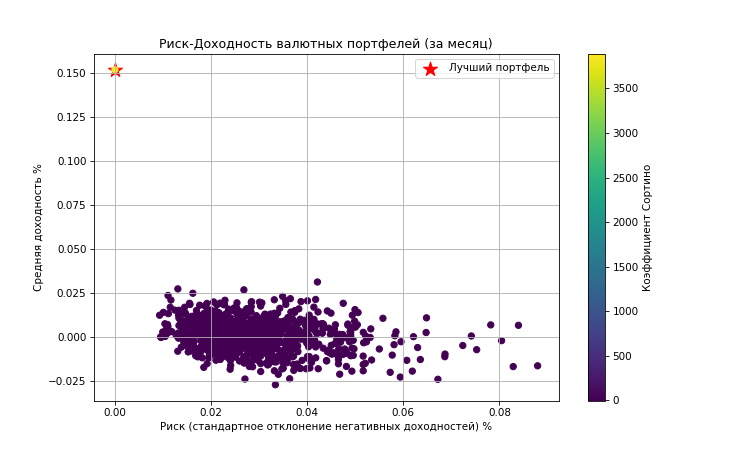 Риск-Доходность валютных портфелей (за месяц)
Лучший портфель
0.150
0.125
0.100
0.075
0.050
0.025
0.000
−0.025
Средняя доходность %
0.00 0.02 0.04 0.06 0.08
Риск (стандартное отклонение негативных доходностей) %
3500
3000
2500
2000
1500
1000
500
0
Коэффициент Сортино